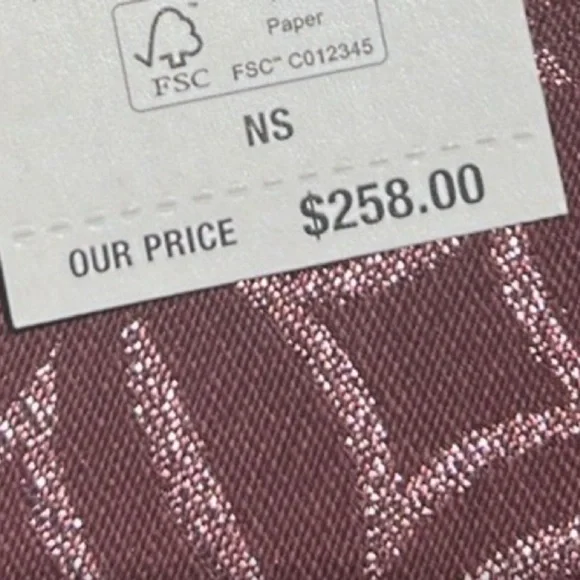 Paper
FSC FSC™ C012345
NS
OUR PRICE $258.00